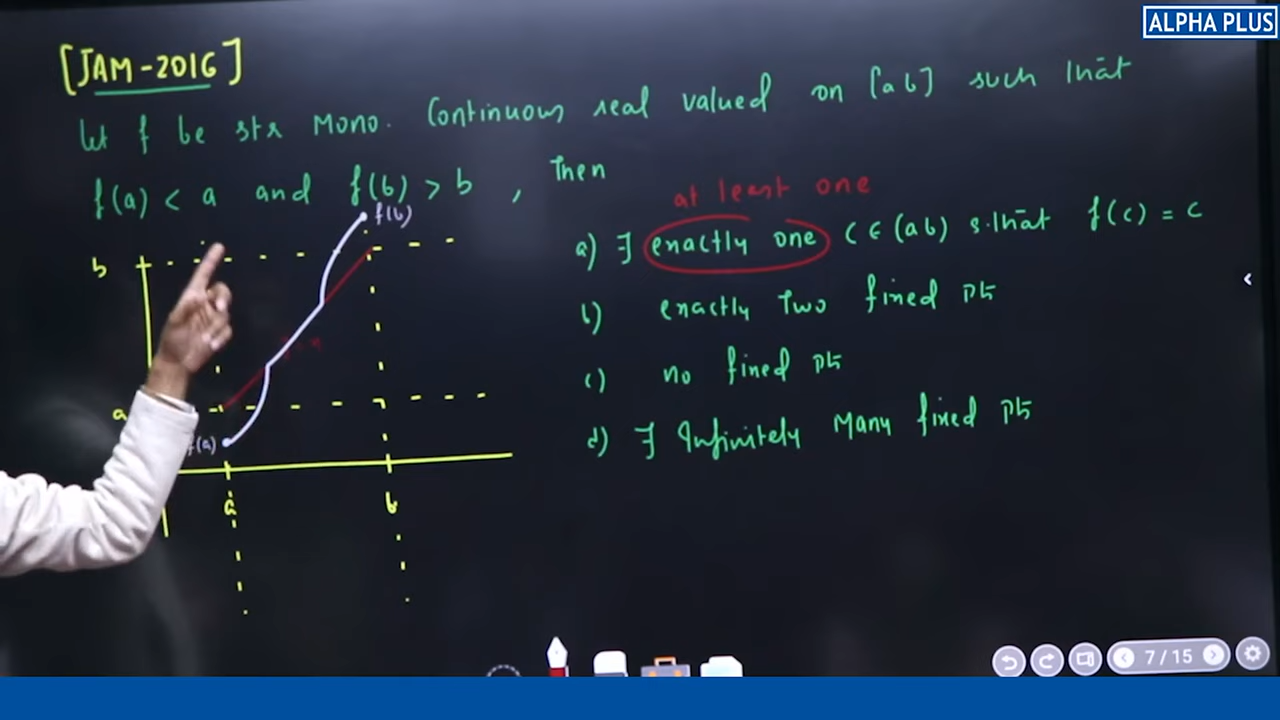 ALPHA PLUS
[JAM-2016]
let f be str Mono. Continuous real valued on [a b] such that
f(a) < a and f(b) > b , Then
at least one
a) ∃ exactly one c ∈ (a b) s.that f(c) = c
b) exactly Two fixed pts
c) no fixed pts
d) ∃ Infinitely Many fixed pts
f(b)
b
a
f(a)
a b
7 / 15